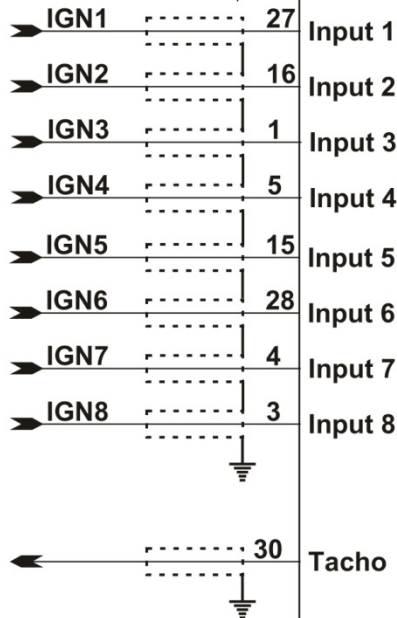 IGN1 27 Input 1
IGN2 16 Input 2
IGN3 1 Input 3
IGN4 5 Input 4
IGN5 15 Input 5
IGN6 28 Input 6
IGN7 4 Input 7
IGN8 3 Input 8
30 Tacho